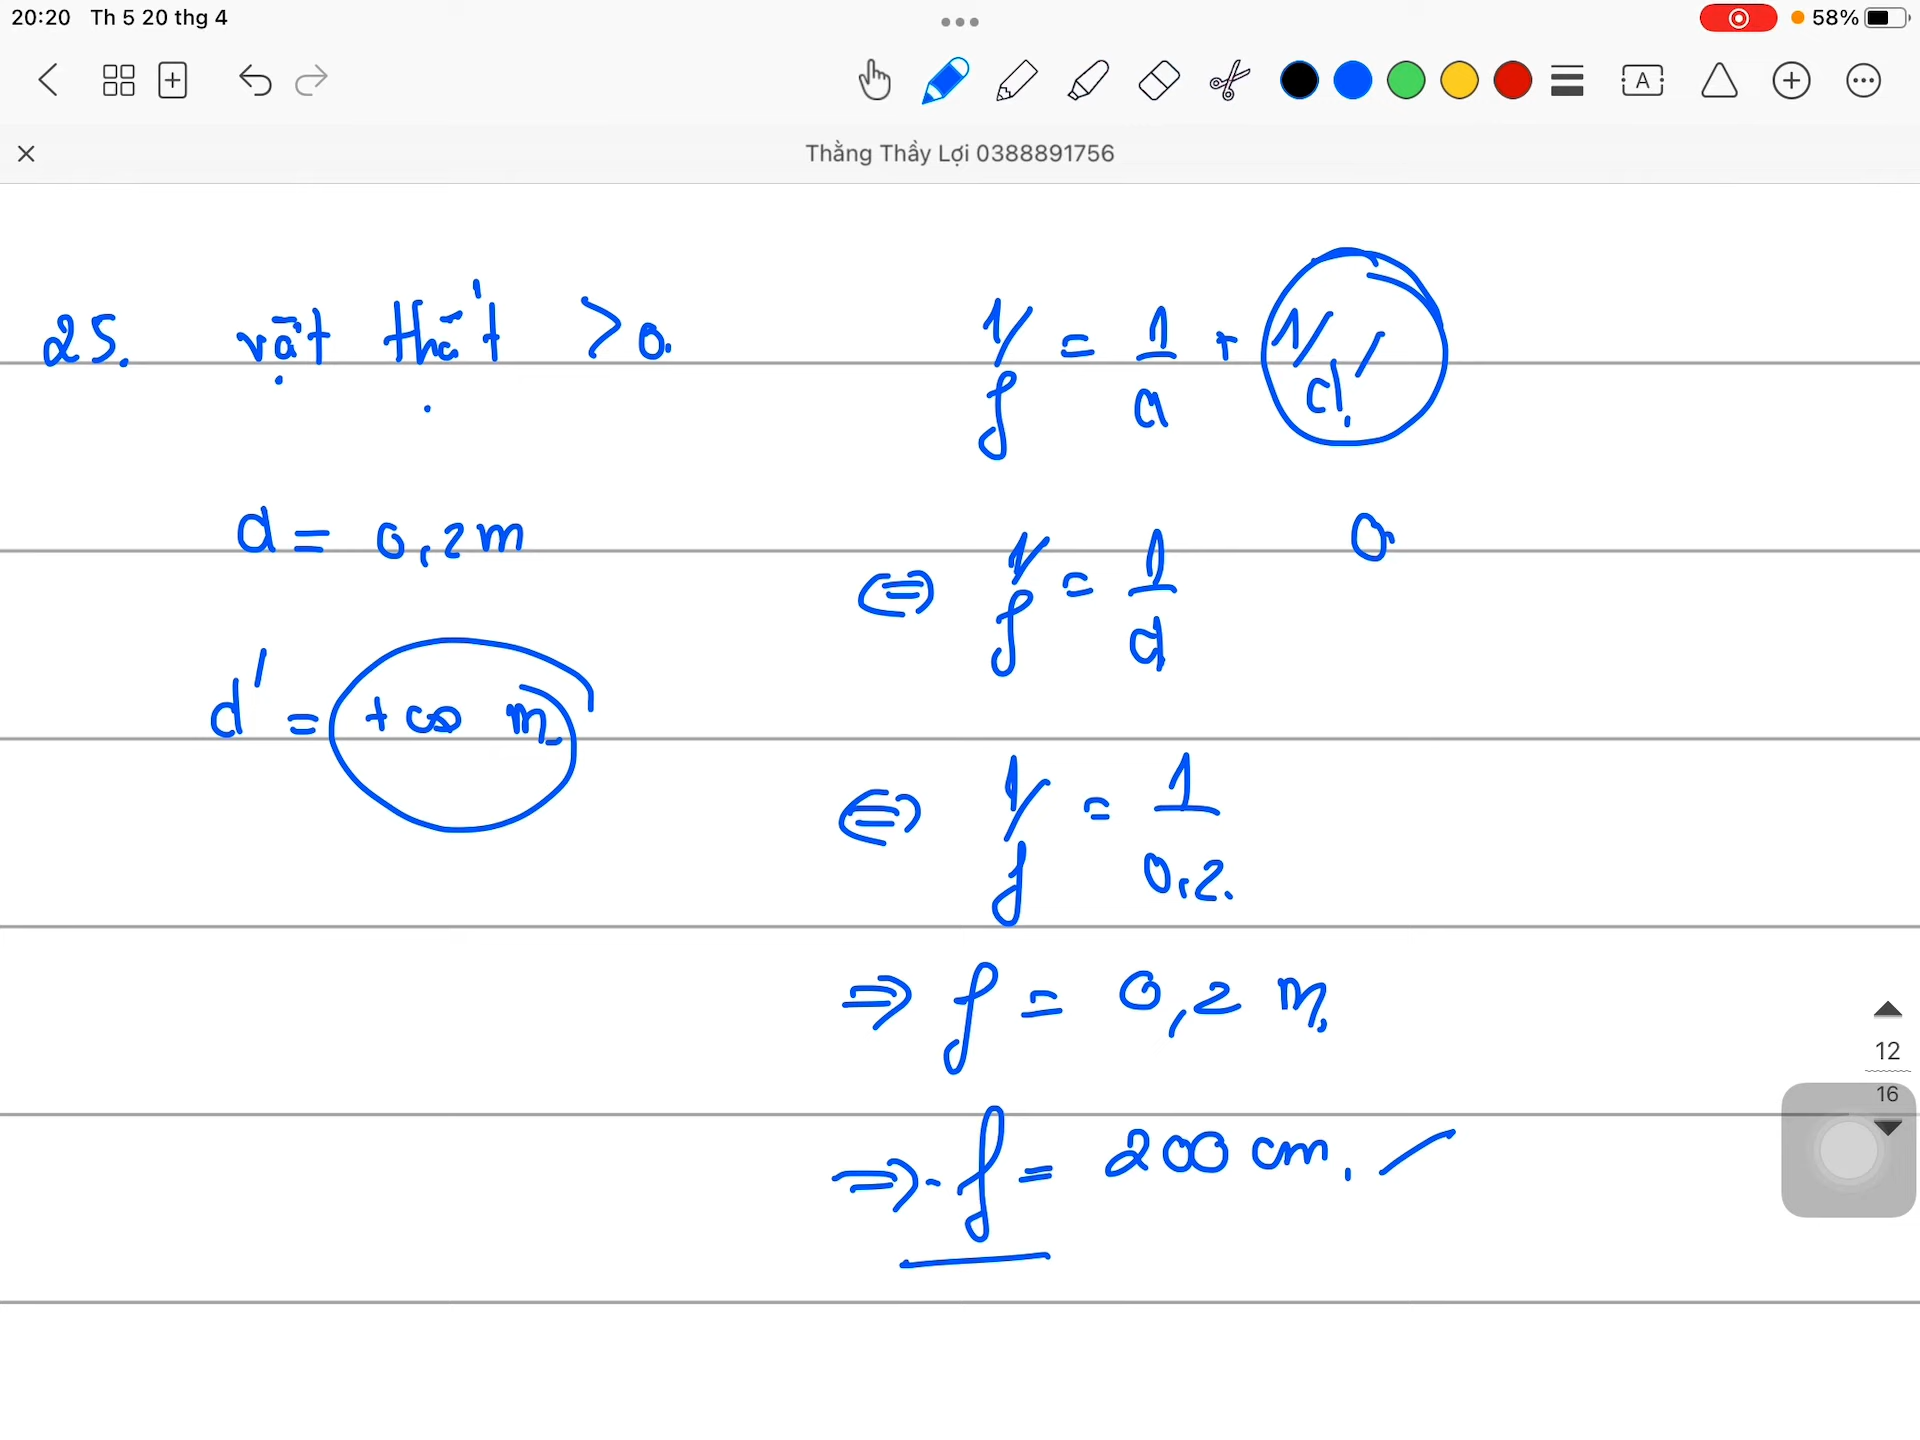 20:20 Th 5 20 thg 4
58%
A
Thằng Thầy Lợi 0388891756
25. vật thật > 0.
d = 0,2m
d' = +∞ m
1/f = 1/d + 1/d'
0
⇔ 1/f = 1/d
⇔ 1/f = 1/0,2.
⇒ f = 0,2 m.
⇒ f = 200 cm.
12
16